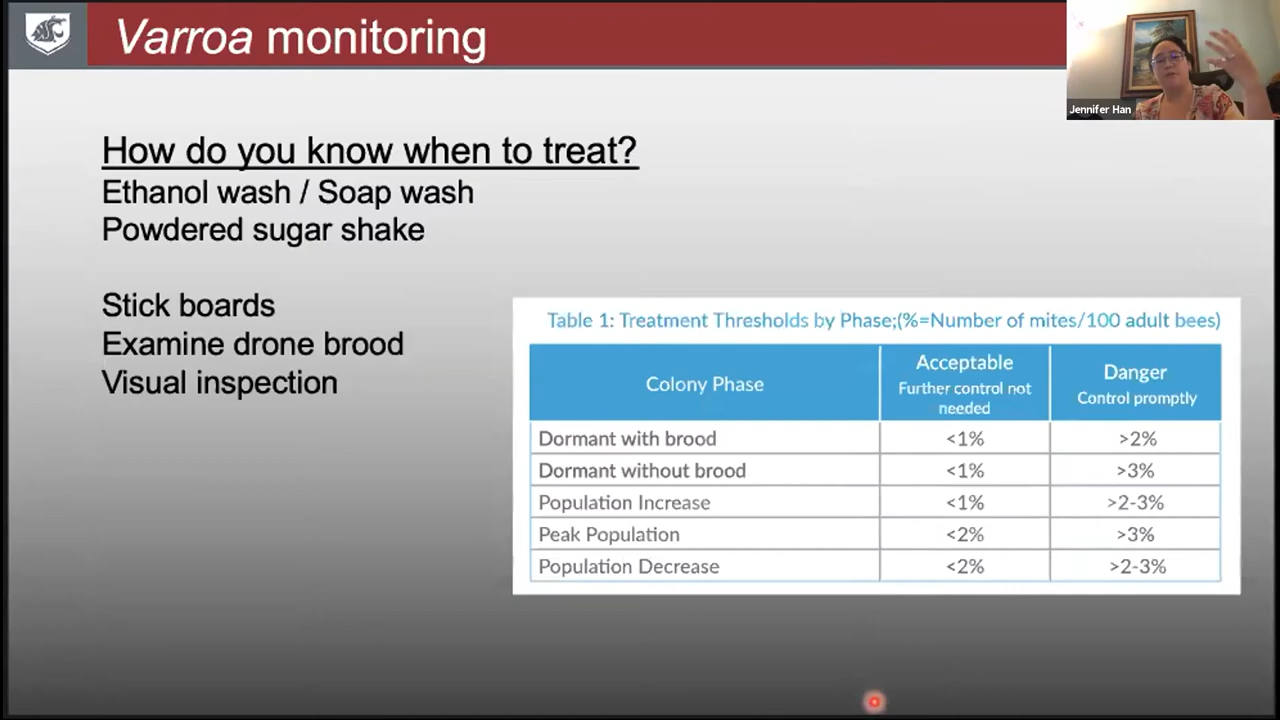 Varroa monitoring
Jennifer Han
How do you know when to treat?
Ethanol wash / Soap wash
Powdered sugar shake
Stick boards
Examine drone brood
Visual inspection
Table 1: Treatment Thresholds by Phase;(%=Number of mites/100 adult bees)
Colony Phase
Acceptable
Further control not
needed
Danger
Control promptly
Dormant with brood <1% >2%
Dormant without brood <1% >3%
Population Increase <1% >2-3%
Peak Population <2% >3%
Population Decrease <2% >2-3%